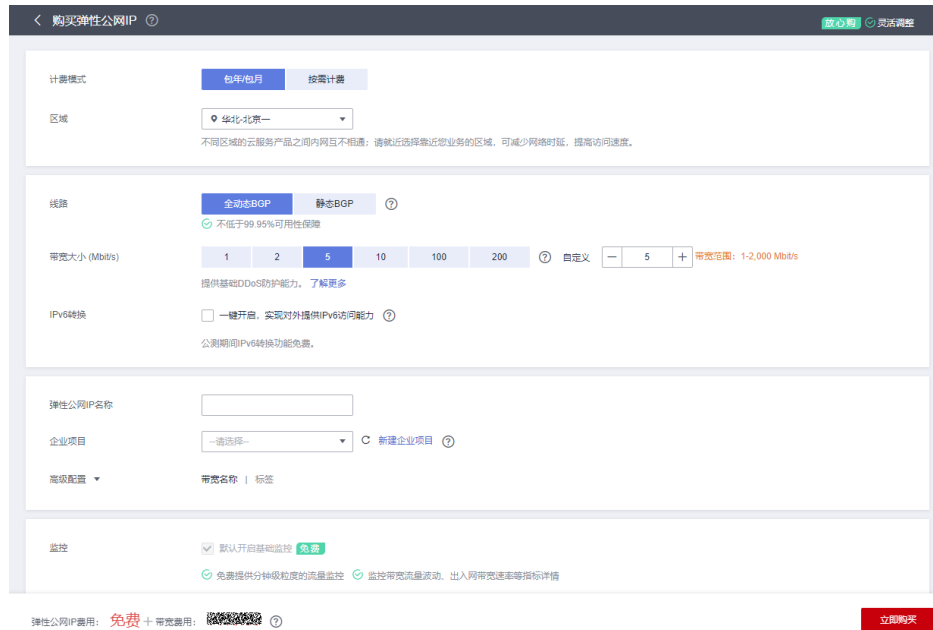 购买弹性公网IP ?
放心购 灵活调整
计费模式 包年/包月 按需计费
区域 华北-北京一
不同区域的云服务产品之间内网互不相通；请就近选择靠近您业务的区域，可减少网络时延，提高访问速度。
线路 全动态BGP 静态BGP ?
不低于99.95%可用性保障
带宽大小 (Mbit/s) 1 2 5 10 100 200 ? 自定义 — 5 + 带宽范围：1-2,000 Mbit/s
提供基础DDoS防护能力。 了解更多
IPv6转换 一键开启，实现对外提供IPv6访问能力 ?
公测期间IPv6转换功能免费。
弹性公网IP名称
企业项目 --请选择-- C 新建企业项目 ?
高级配置 带宽名称 | 标签
监控 默认开启基础监控 免费
免费提供分钟级粒度的流量监控 监控带宽流量波动、出入网带宽速率等指标详情
弹性公网IP费用： 免费 + 带宽费用： ?
立即购买